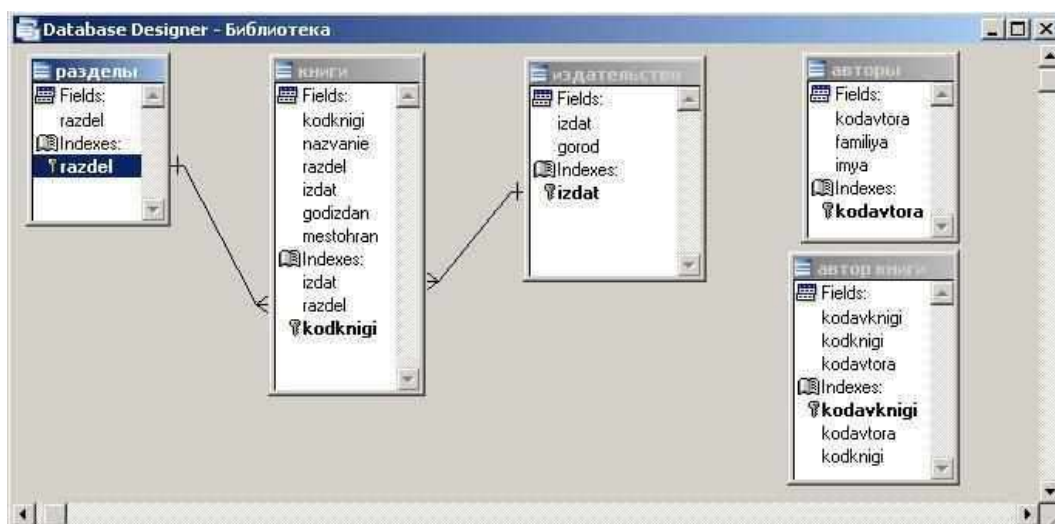 Database Designer - Библиотека
разделы
Fields:
razdel
Indexes:
razdel
книги
Fields:
kodknigi
nazvanie
razdel
izdat
godizdan
mestohran
Indexes:
izdat
razdel
kodknigi
издательство
Fields:
izdat
gorod
Indexes:
izdat
авторы
Fields:
kodavtora
familiya
imya
Indexes:
kodavtora
автор книги
Fields:
kodavknigi
kodknigi
kodavtora
Indexes:
kodavknigi
kodavtora
kodknigi